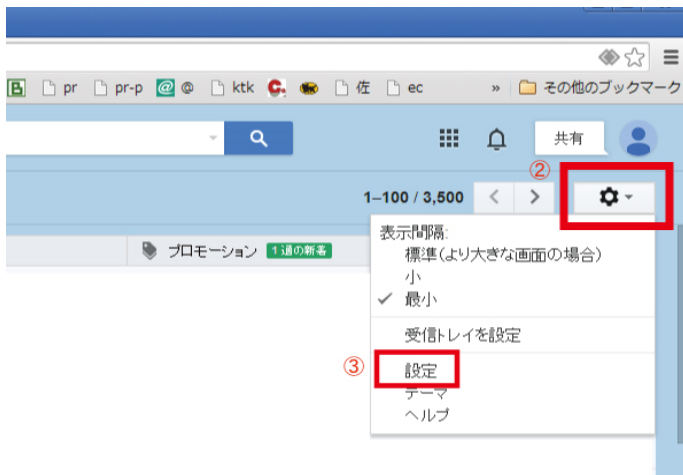 B pr pr-p @ @ ktk G. 佐 ec » その他のブックマーク
共有
②
1–100 / 3,500 < >
プロモーション 1通の新着
表示間隔:
標準(より大きな画面の場合)
小
✓ 最小
受信トレイを設定
③ 設定
テーマ
ヘルプ